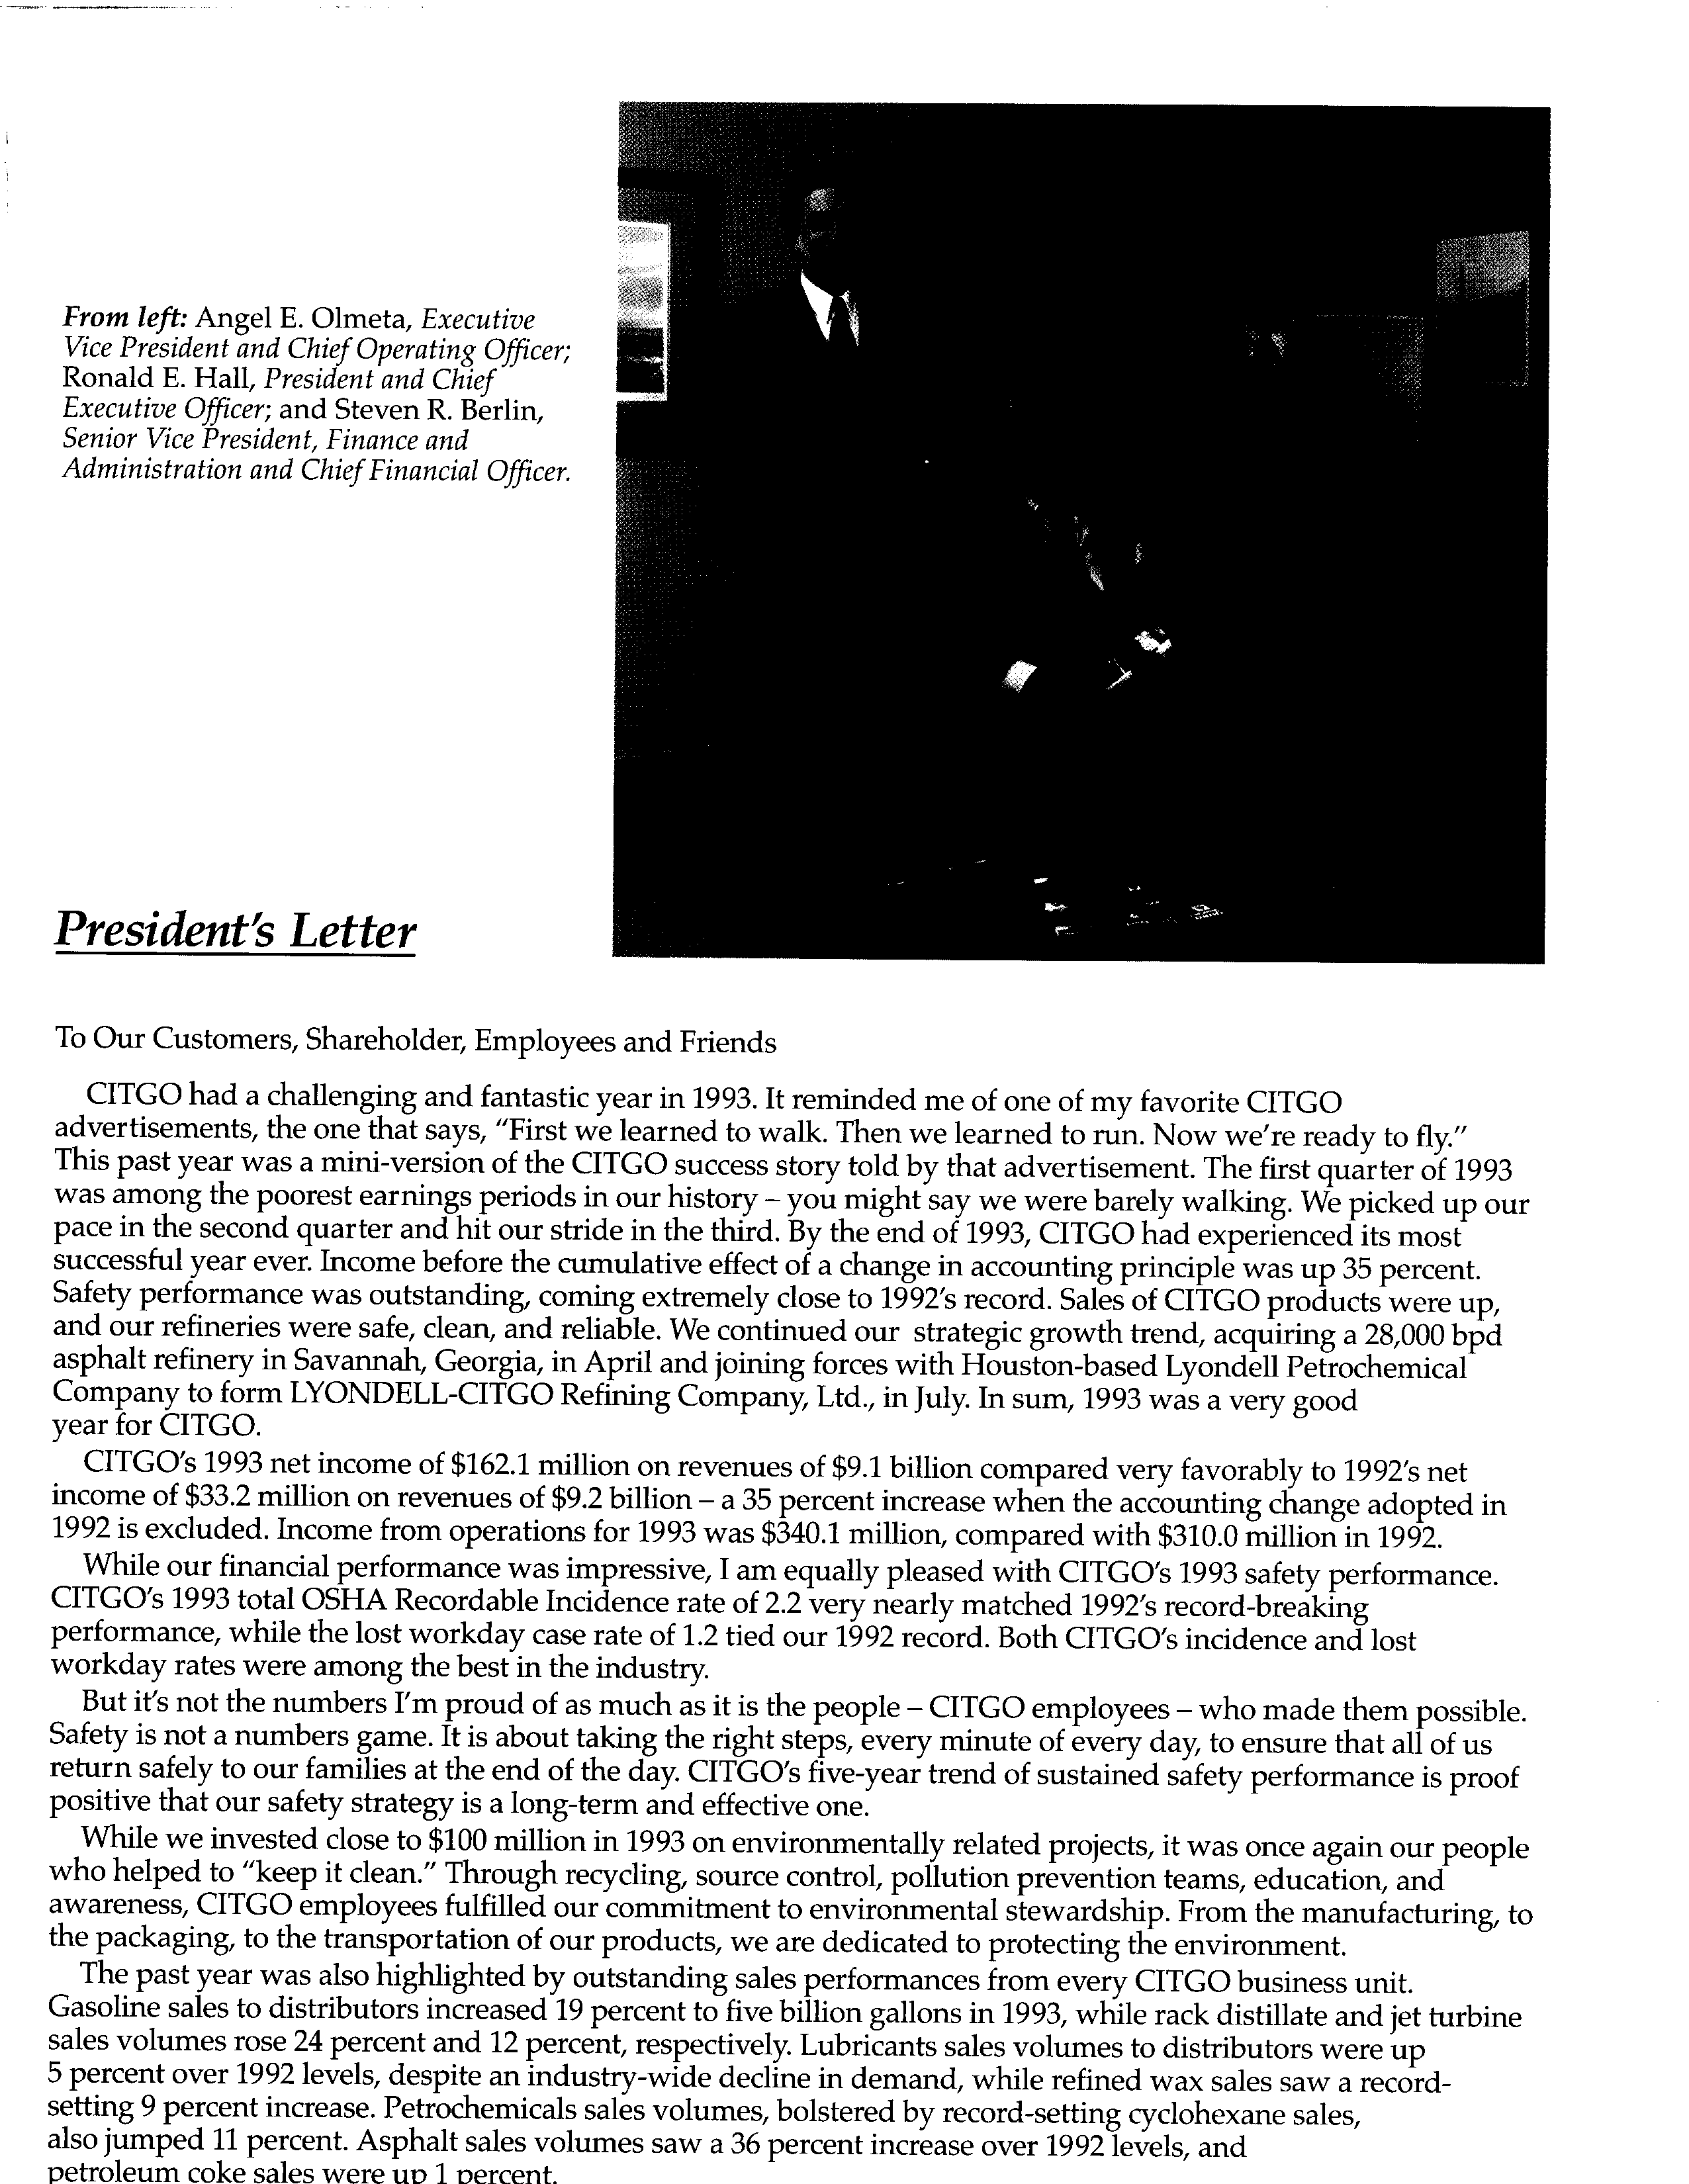 From left: Angel E. Olmeta, Executive
Vice President and Chief Operating Officer;
Ronald E. Hall, President and Chief
Executive Officer; and Steven R. Berlin,
Senior Vice President, Finance and
Administration and Chief Financial Officer.
President's Letter
To Our Customers, Shareholder, Employees and Friends
CITGO had a challenging and fantastic year in 1993. It reminded me of one of my favorite CITGO
advertisements, the one that says, "First we learned to walk. Then we learned to run. Now we're ready to fly."
This past year was a mini-version of the CITGO success story told by that advertisement. The first quarter of 1993
was among the poorest earnings periods in our history – you might say we were barely walking. We picked up our
pace in the second quarter and hit our stride in the third. By the end of 1993, CITGO had experienced its most
successful year ever. Income before the cumulative effect of a change in accounting principle was up 35 percent.
Safety performance was outstanding, coming extremely close to 1992's record. Sales of CITGO products were up,
and our refineries were safe, clean, and reliable. We continued our strategic growth trend, acquiring a 28,000 bpd
asphalt refinery in Savannah, Georgia, in April and joining forces with Houston-based Lyondell Petrochemical
Company to form LYONDELL-CITGO Refining Company, Ltd., in July. In sum, 1993 was a very good
year for CITGO.
CITGO's 1993 net income of $162.1 million on revenues of $9.1 billion compared very favorably to 1992's net
income of $33.2 million on revenues of $9.2 billion – a 35 percent increase when the accounting change adopted in
1992 is excluded. Income from operations for 1993 was $340.1 million, compared with $310.0 million in 1992.
While our financial performance was impressive, I am equally pleased with CITGO's 1993 safety performance.
CITGO's 1993 total OSHA Recordable Incidence rate of 2.2 very nearly matched 1992's record-breaking
performance, while the lost workday case rate of 1.2 tied our 1992 record. Both CITGO's incidence and lost
workday rates were among the best in the industry.
But it's not the numbers I'm proud of as much as it is the people – CITGO employees – who made them possible.
Safety is not a numbers game. It is about taking the right steps, every minute of every day, to ensure that all of us
return safely to our families at the end of the day. CITGO's five-year trend of sustained safety performance is proof
positive that our safety strategy is a long-term and effective one.
While we invested close to $100 million in 1993 on environmentally related projects, it was once again our people
who helped to "keep it clean." Through recycling, source control, pollution prevention teams, education, and
awareness, CITGO employees fulfilled our commitment to environmental stewardship. From the manufacturing, to
the packaging, to the transportation of our products, we are dedicated to protecting the environment.
The past year was also highlighted by outstanding sales performances from every CITGO business unit.
Gasoline sales to distributors increased 19 percent to five billion gallons in 1993, while rack distillate and jet turbine
sales volumes rose 24 percent and 12 percent, respectively. Lubricants sales volumes to distributors were up
5 percent over 1992 levels, despite an industry-wide decline in demand, while refined wax sales saw a record-
setting 9 percent increase. Petrochemicals sales volumes, bolstered by record-setting cyclohexane sales,
also jumped 11 percent. Asphalt sales volumes saw a 36 percent increase over 1992 levels, and
petroleum coke sales were up 1 percent.